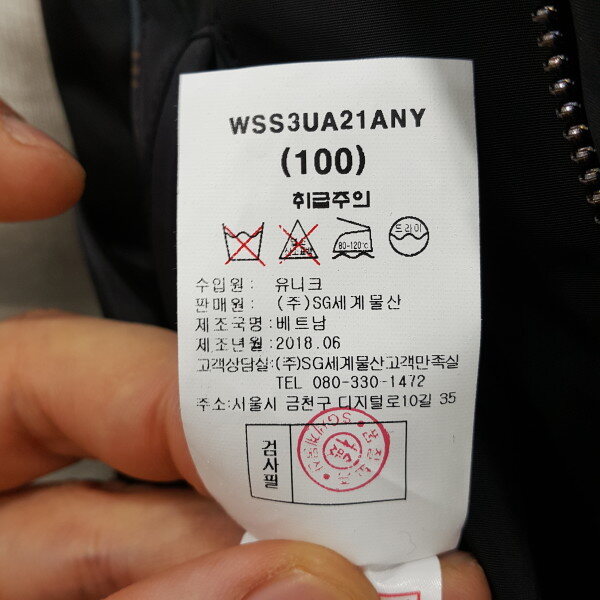 WSS3UA21ANY
(100)
취급주의
80-120℃
드라이
수입원 : 유니크
판매원 : (주)SG세계물산
제조국명 : 베트남
제조년월 : 2018.06
고객상담실:(주)SG세계물산고객만족실
TEL 080-330-1472
주소:서울시 금천구 디지털로10길 35
검사필